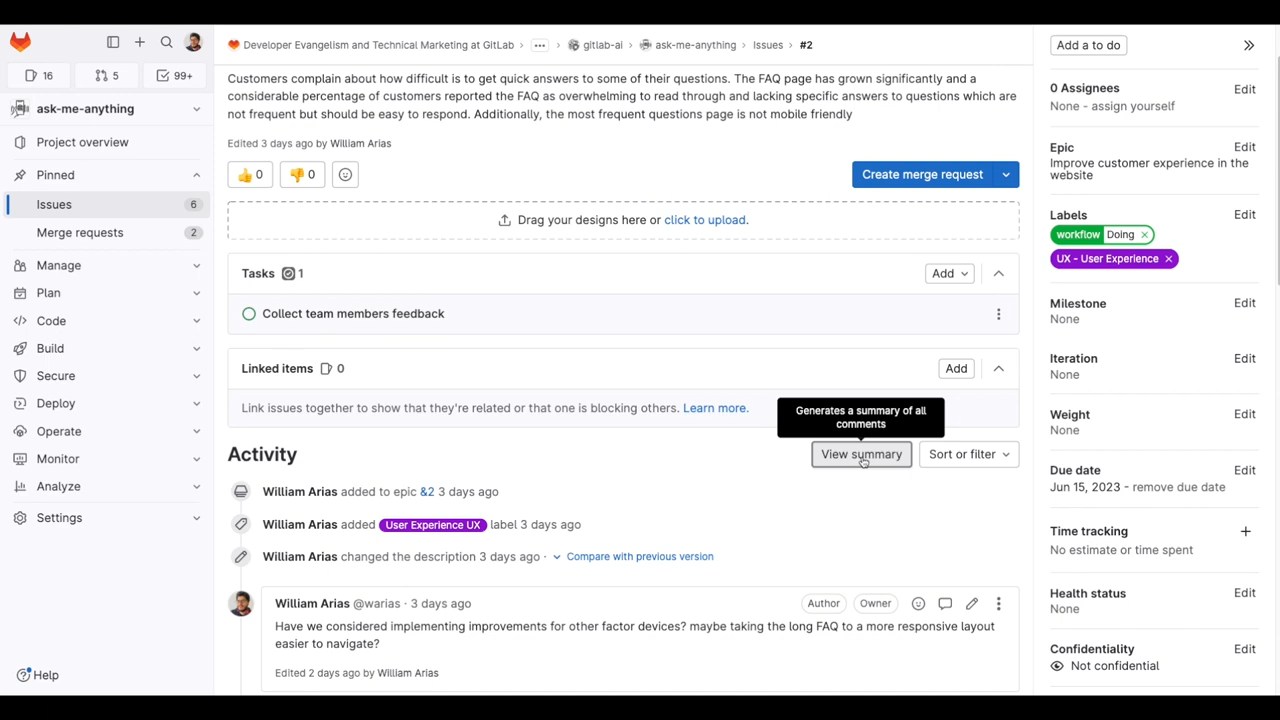 16
5
99+
ask-me-anything
Project overview
Pinned
Issues 6
Merge requests 2
Manage
Plan
Code
Build
Secure
Deploy
Operate
Monitor
Analyze
Settings
Help
Developer Evangelism and Technical Marketing at GitLab › ... › gitlab-ai › ask-me-anything › Issues › #2
Customers complain about how difficult is to get quick answers to some of their questions. The FAQ page has grown significantly and a
considerable percentage of customers reported the FAQ as overwhelming to read through and lacking specific answers to questions which are
not frequent but should be easy to respond. Additionally, the most frequent questions page is not mobile friendly
Edited 3 days ago by William Arias
👍 0 👎 0
Create merge request
Drag your designs here or click to upload.
Tasks 1
Add
Collect team members feedback
Linked items 0
Add
Link issues together to show that they're related or that one is blocking others. Learn more.
Generates a summary of all
comments
Activity
View summary
Sort or filter
William Arias added to epic &2 3 days ago
William Arias added User Experience UX label 3 days ago
William Arias changed the description 3 days ago · Compare with previous version
William Arias @warias · 3 days ago
Author
Owner
Have we considered implementing improvements for other factor devices? maybe taking the long FAQ to a more responsive layout
easier to navigate?
Edited 2 days ago by William Arias
Add a to do
0 Assignees Edit
None - assign yourself
Epic Edit
Improve customer experience in the
website
Labels Edit
workflow Doing ×
UX - User Experience ×
Milestone Edit
None
Iteration Edit
None
Weight Edit
None
Due date Edit
Jun 15, 2023 - remove due date
Time tracking +
No estimate or time spent
Health status Edit
None
Confidentiality Edit
Not confidential